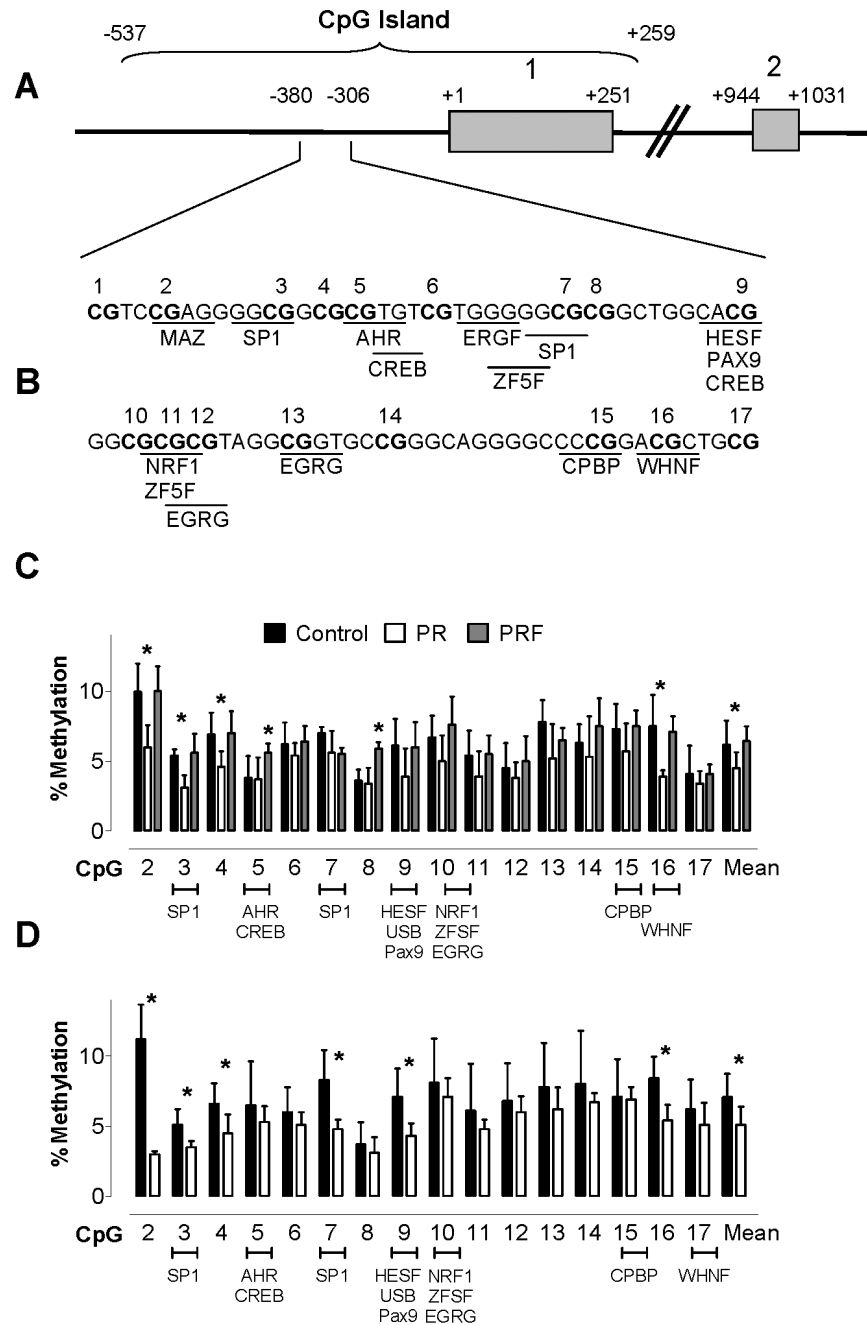 CpG Island
-537 +259
A
1 2
-380 -306 +1 +251 +944 +1031
1 2 3 4 5 6 7 8 9
CGTCCGAGGGGCGGCGCGTGTCGTGGGGGCGCGGCTGGCACG
MAZ SP1 AHR ERGF HESF
CREB SP1 PAX9
ZF5F CREB
B
10 11 12 13 14 15 16 17
GGCGCGCGTAGGCGGTGCCGGGCAGGGGCCCCGGACGCTGCG
NRF1 EGRG CPBP WHNF
ZF5F
EGRG
C
Control PR PRF
% Methylation
10
5
0
* * * * * * *
CpG 2 3 4 5 6 7 8 9 10 11 12 13 14 15 16 17 Mean
SP1 AHR SP1 HESF NRF1 CPBP
CREB USB ZFSF WHNF
Pax9 EGRG
D
% Methylation
10
5
0
* * * * * * *
CpG 2 3 4 5 6 7 8 9 10 11 12 13 14 15 16 17 Mean
SP1 AHR SP1 HESF NRF1 CPBP WHNF
CREB USB ZFSF
Pax9 EGRG